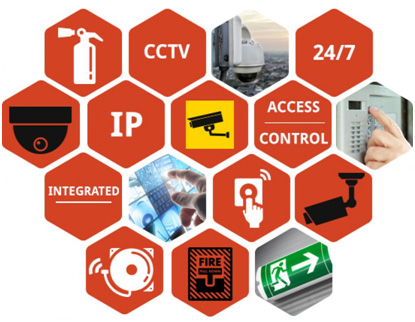 CCTV
24/7
IP
ACCESS
CONTROL
INTEGRATED
FIRE